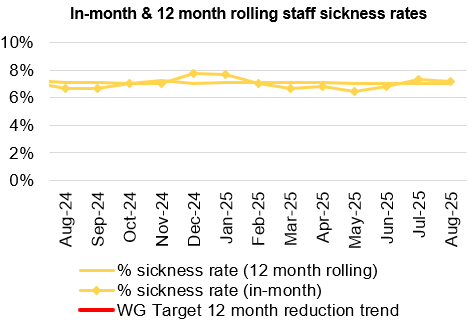 In-month & 12 month rolling staff sickness rates
10%
8%
6%
4%
2%
0%
Aug-24
Sep-24
Oct-24
Nov-24
Dec-24
Jan-25
Feb-25
Mar-25
Apr-25
May-25
Jun-25
Jul-25
Aug-25
% sickness rate (12 month rolling)
% sickness rate (in-month)
WG Target 12 month reduction trend